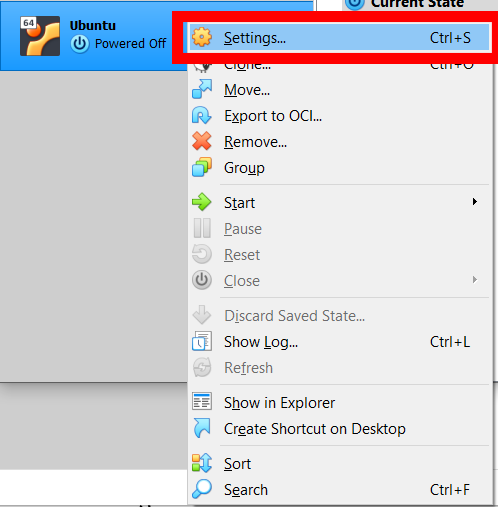 Current State
64
Ubuntu
Powered Off
Settings... Ctrl+S
Clone... Ctrl+O
Move...
Export to OCI...
Remove...
Group
Start
Pause
Reset
Close
Discard Saved State...
Show Log... Ctrl+L
Refresh
Show in Explorer
Create Shortcut on Desktop
Sort
Search Ctrl+F